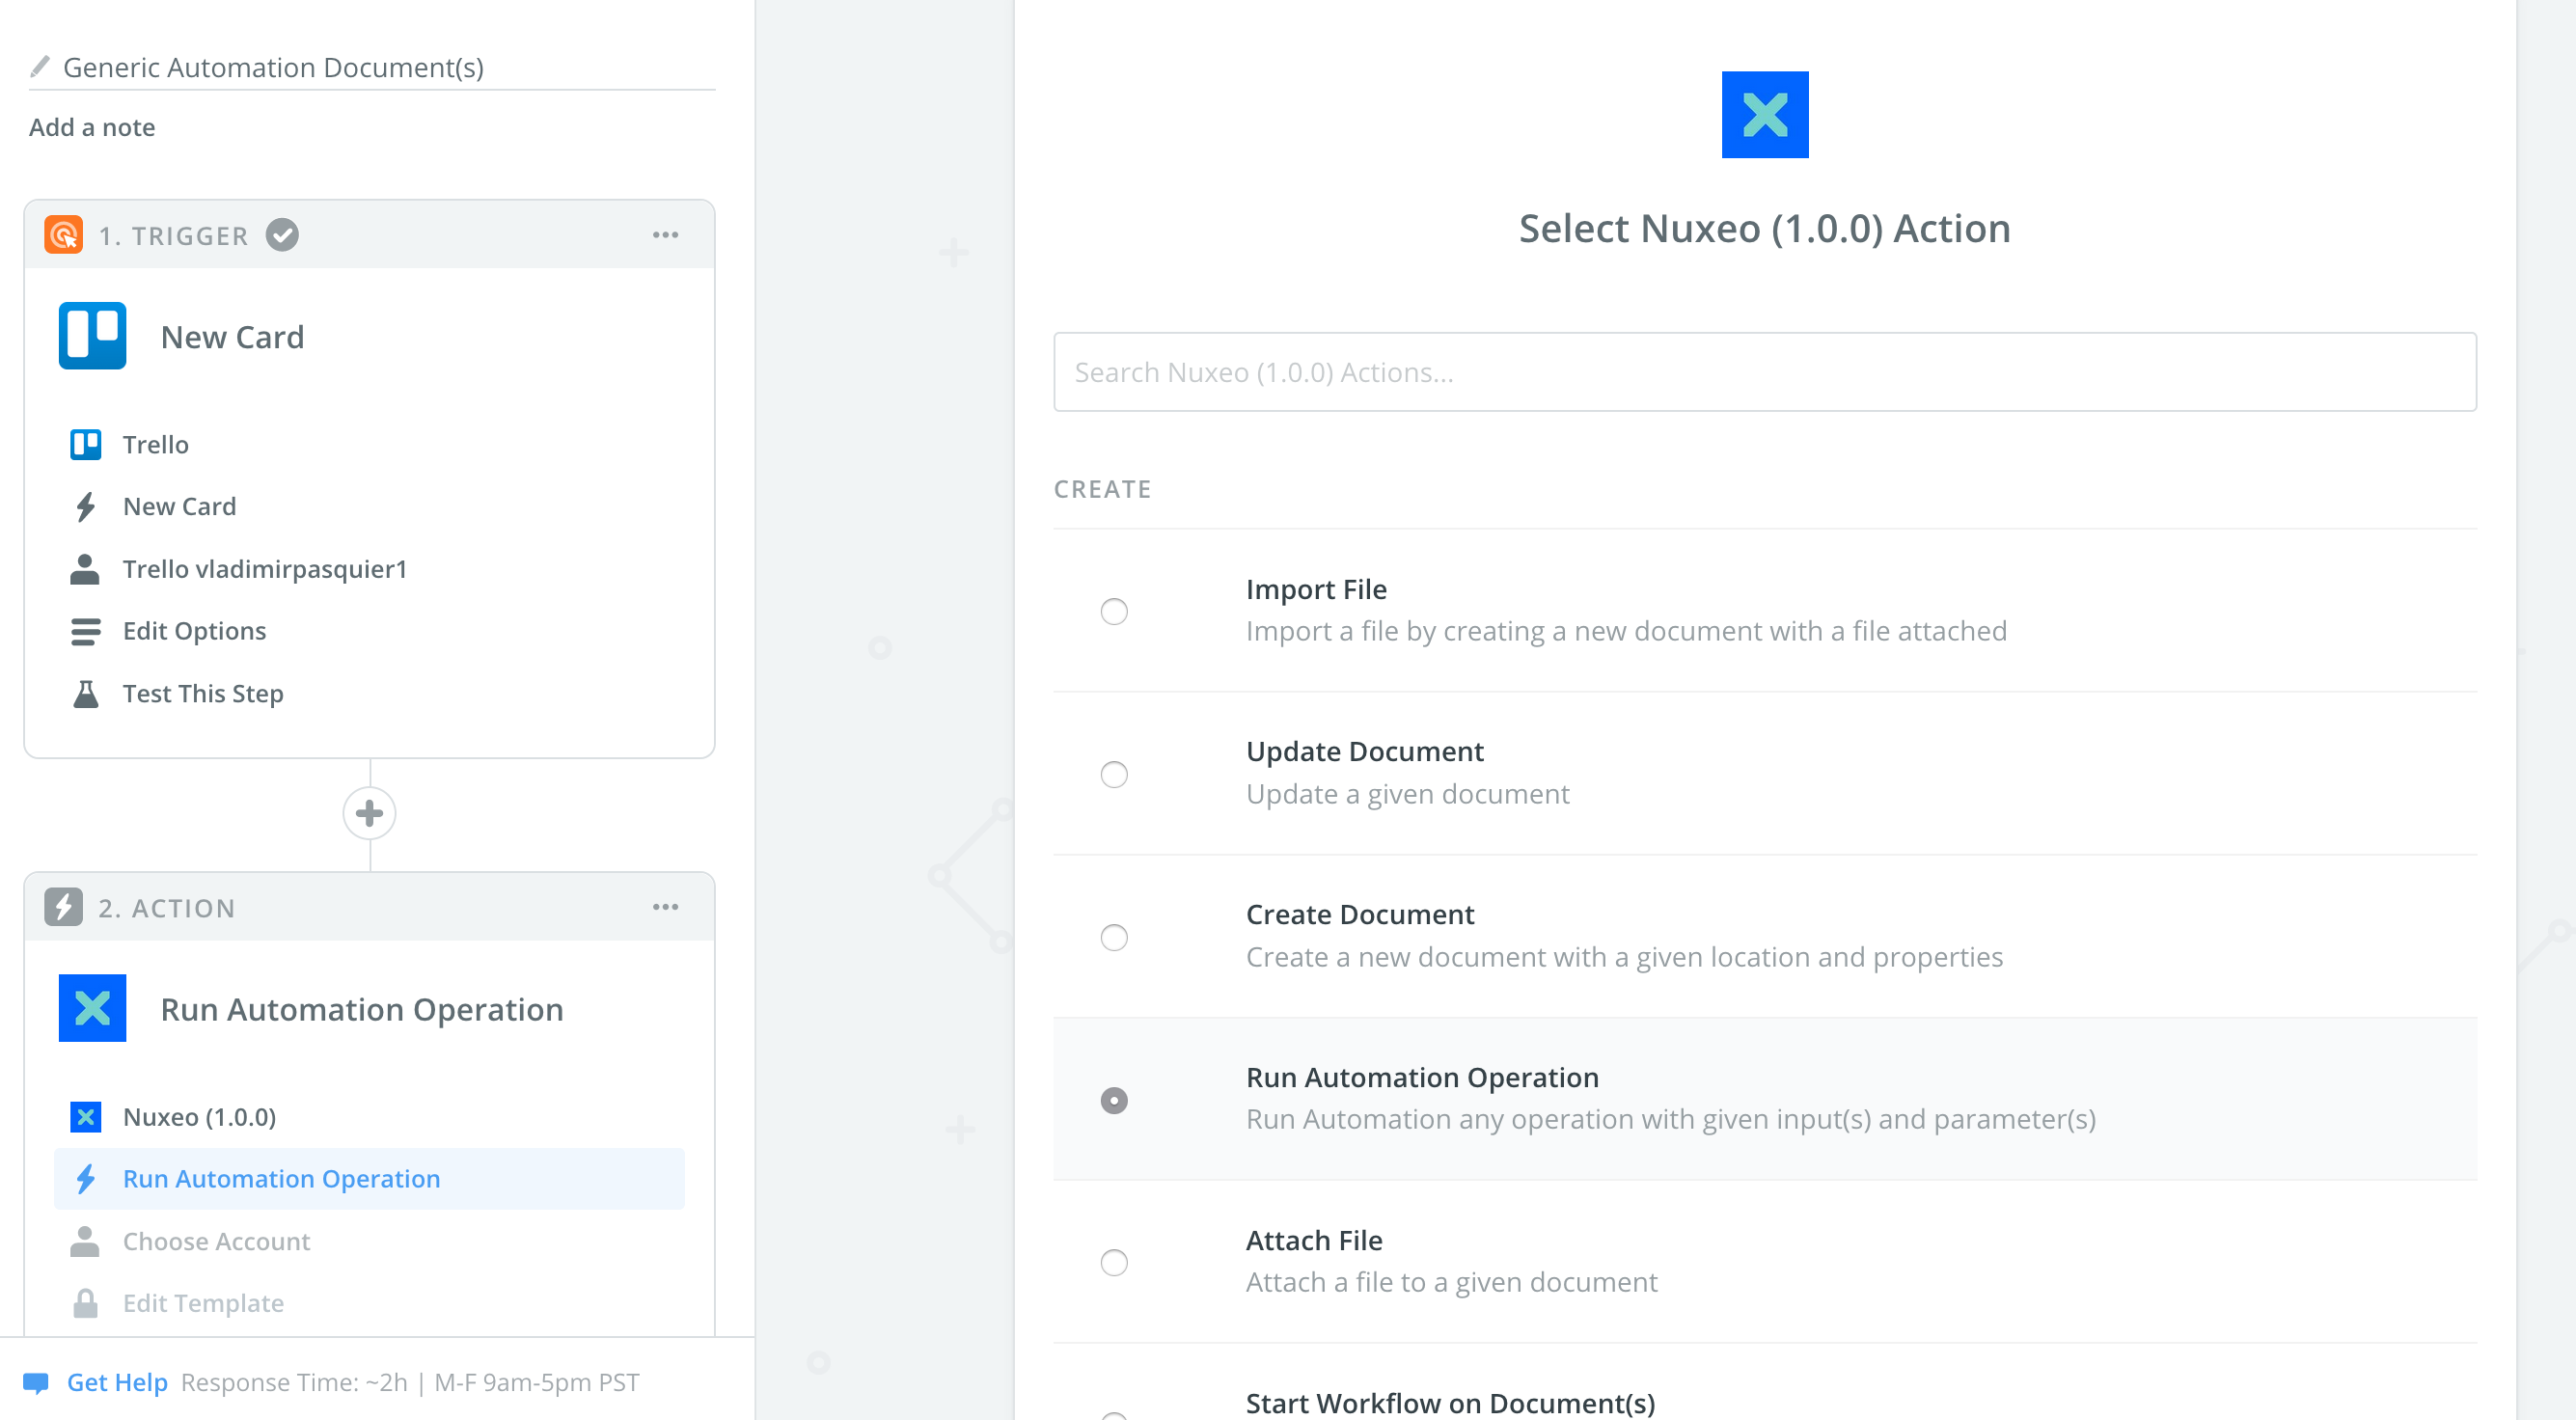 Generic Automation Document(s)
Add a note
1. TRIGGER
New Card
Trello
New Card
Trello vladimirpasquier1
Edit Options
Test This Step
2. ACTION
Run Automation Operation
Nuxeo (1.0.0)
Run Automation Operation
Choose Account
Edit Template
Get Help Response Time: ~2h | M-F 9am-5pm PST
Select Nuxeo (1.0.0) Action
Search Nuxeo (1.0.0) Actions...
CREATE
Import File
Import a file by creating a new document with a file attached
Update Document
Update a given document
Create Document
Create a new document with a given location and properties
Run Automation Operation
Run Automation any operation with given input(s) and parameter(s)
Attach File
Attach a file to a given document
Start Workflow on Document(s)